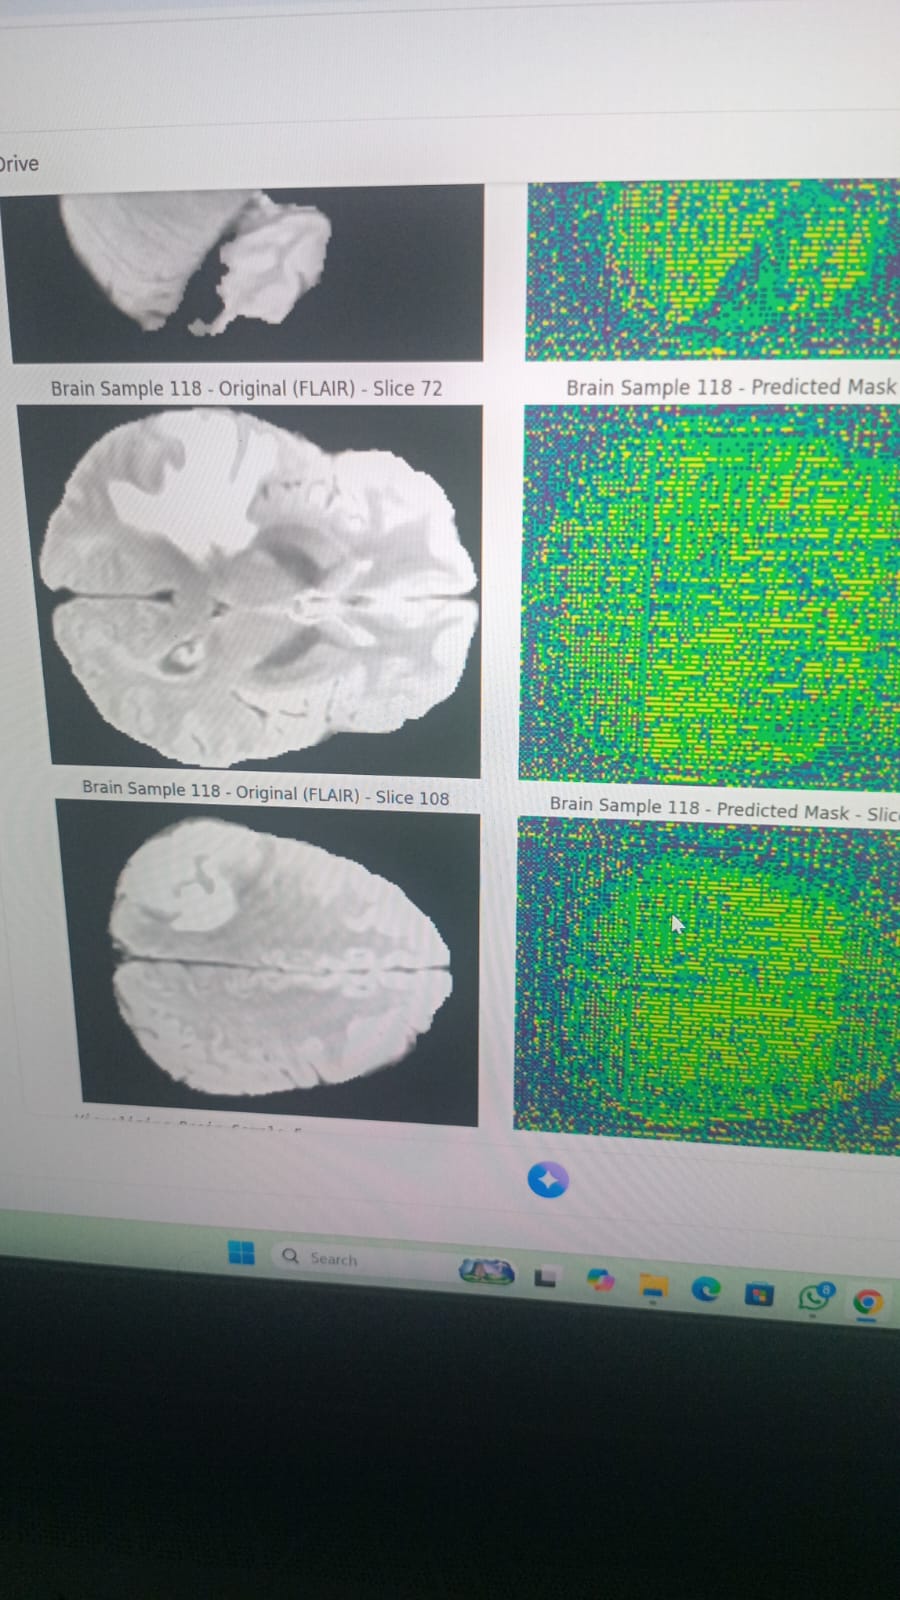 Drive
Brain Sample 118 - Original (FLAIR) - Slice 72
Brain Sample 118 - Predicted Mask
Brain Sample 118 - Original (FLAIR) - Slice 108
Brain Sample 118 - Predicted Mask - Slic
Search
8